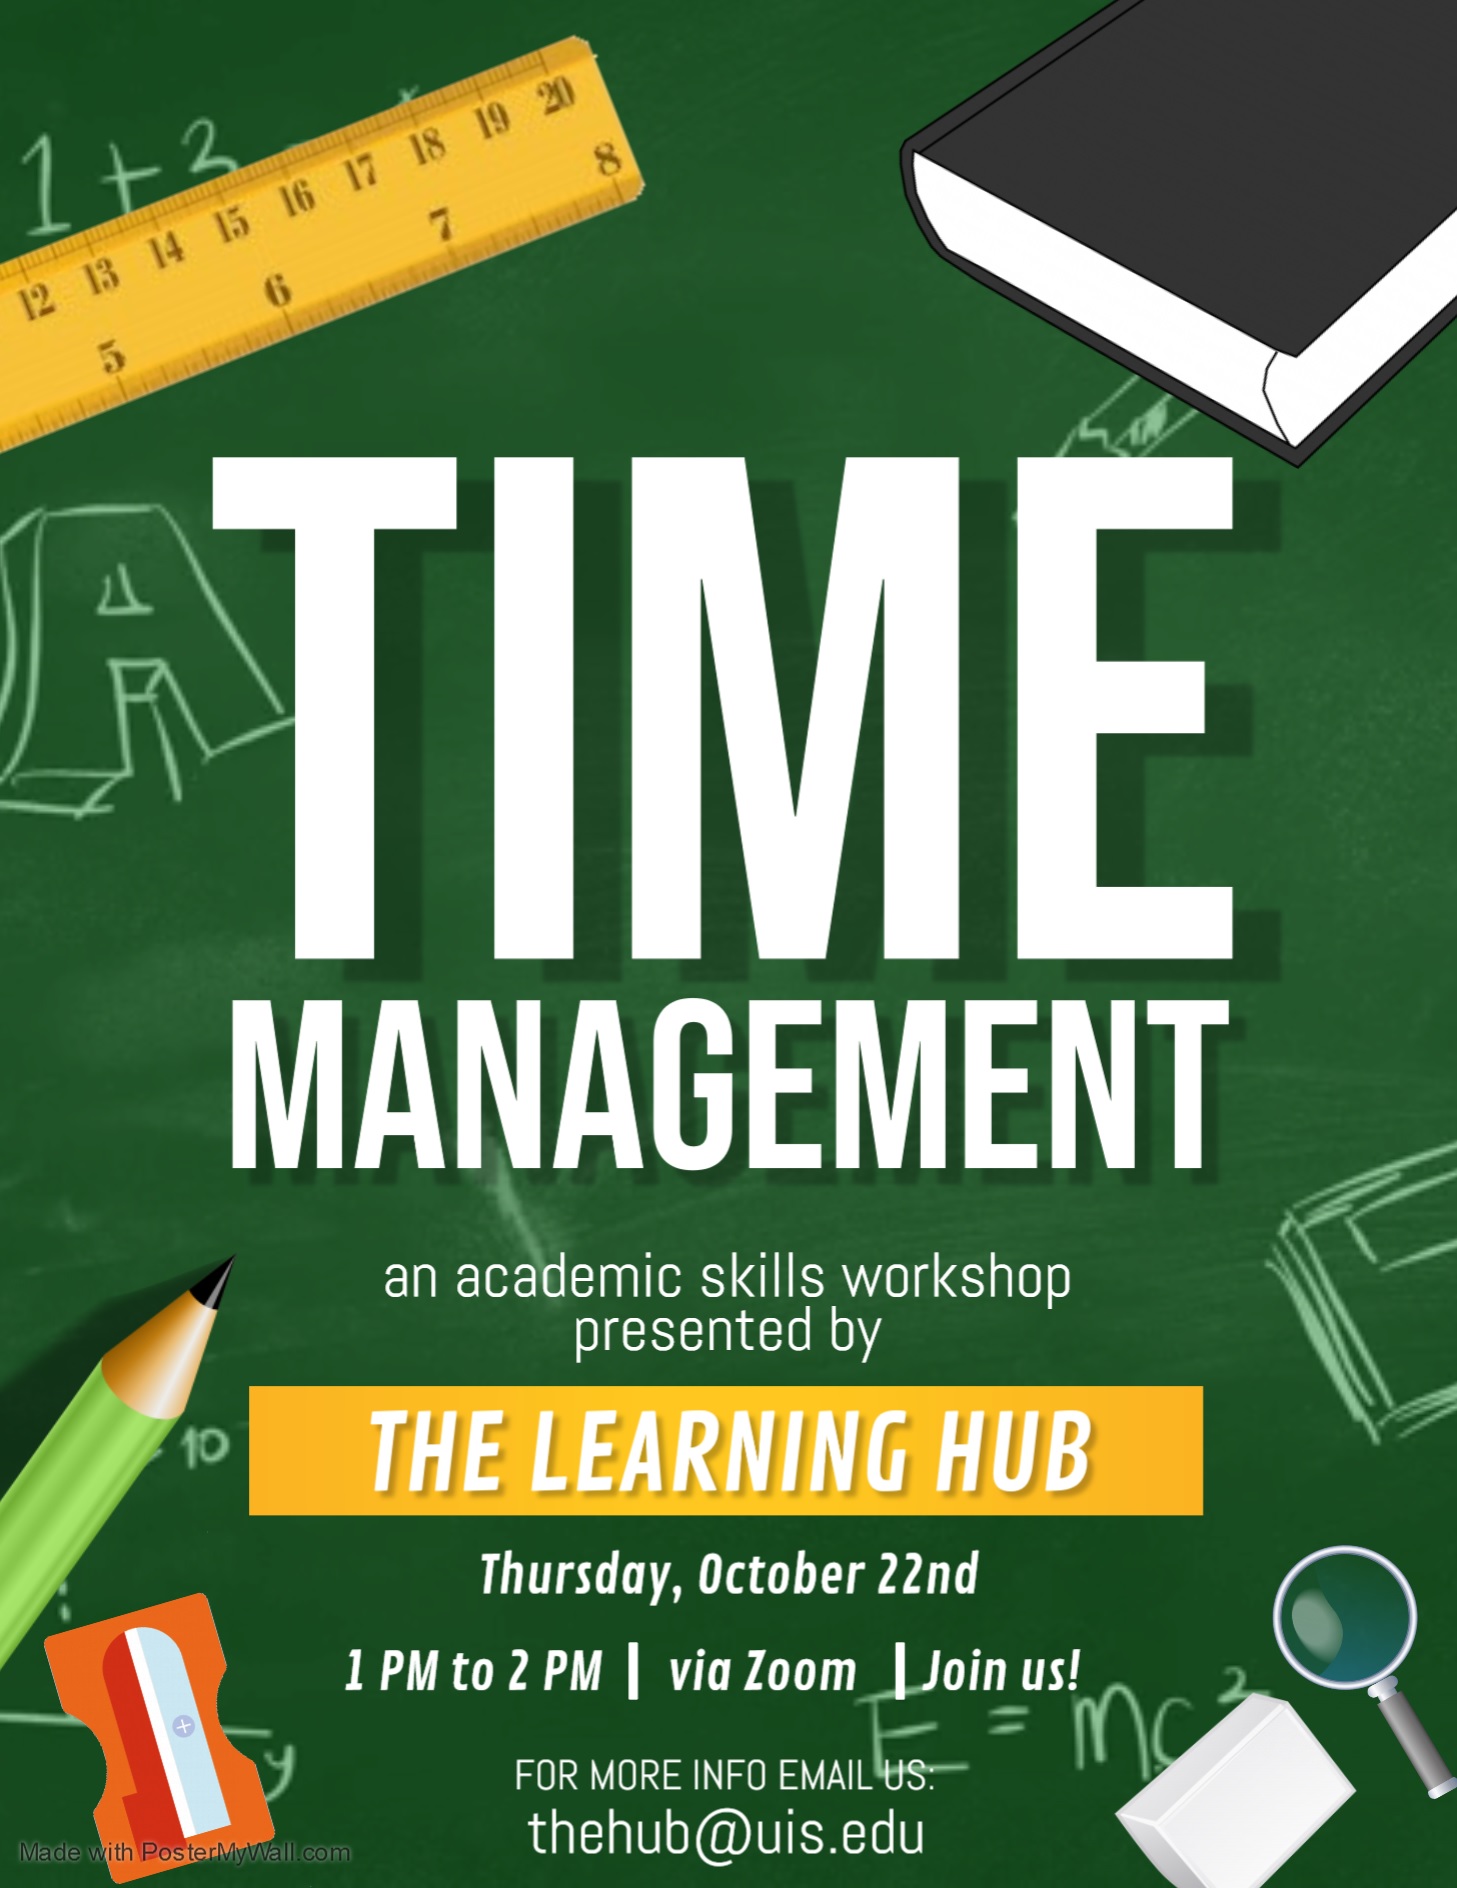 1 + 3
12 13 14 15 16 17 18 19 20
5 6 7 8
A
TIME
MANAGEMENT
an academic skills workshop
presented by
10
THE LEARNING HUB
Thursday, October 22nd
1 PM to 2 PM | via Zoom | Join us!
E = mc²
y
FOR MORE INFO EMAIL US:
thehub@uis.edu
Made with PosterMyWall.com